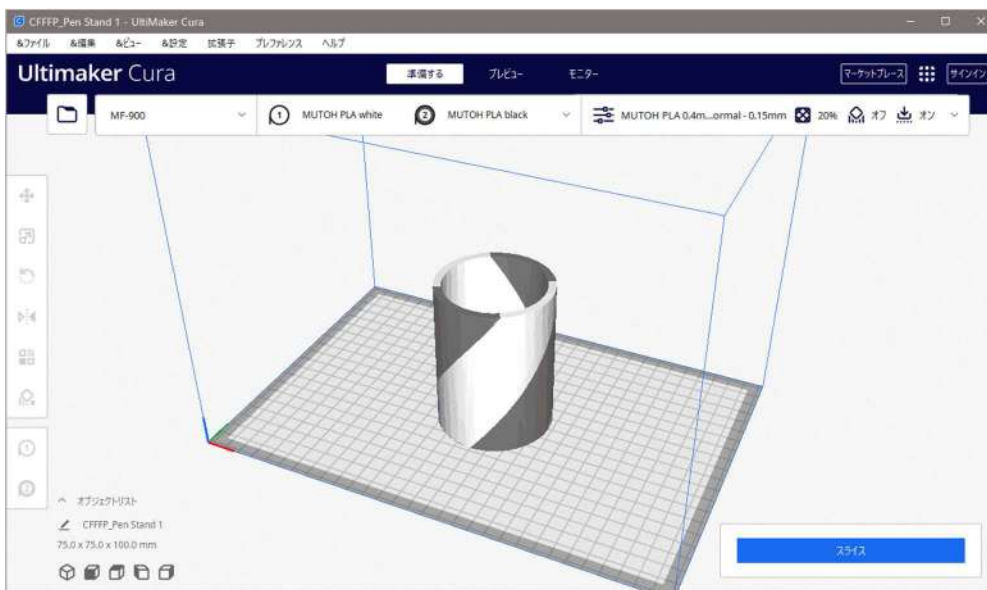 CFFFP_Pen Stand 1 - UltiMaker Cura
&ファイル &編集 &ビュー &設定 拡張子 プレファレンス ヘルプ
Ultimaker Cura 準備する プレビュー モニター マーケットプレース サインイン
MF-900 1 MUTOH PLA white 2 MUTOH PLA black MUTOH PLA 0.4m...ormal - 0.15mm 20% オフ オン
1
2
オブジェクトリスト
CFFFP_Pen Stand 1
75.0 x 75.0 x 100.0 mm
スライス